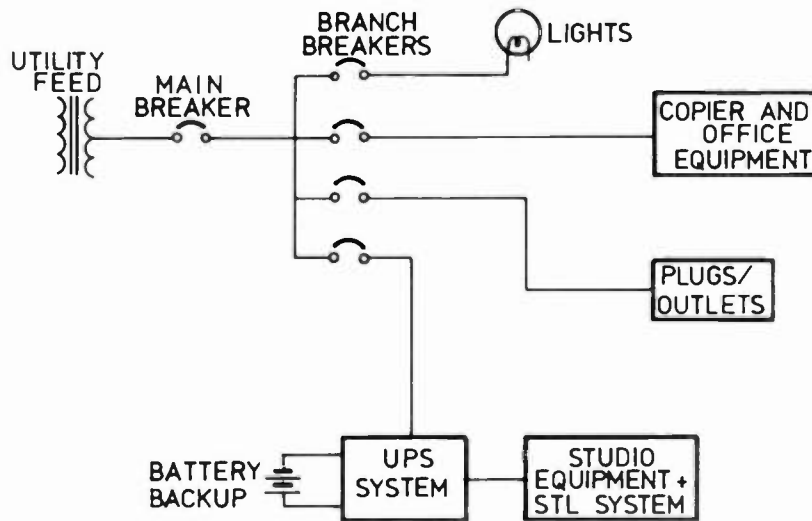 BRANCH
BREAKERS
LIGHTS
UTILITY
FEED
MAIN
BREAKER
COPIER AND
OFFICE
EQUIPMENT
PLUGS/
OUTLETS
BATTERY
BACKUP
UPS
SYSTEM
STUDIO
EQUIPMENT +
STL SYSTEM